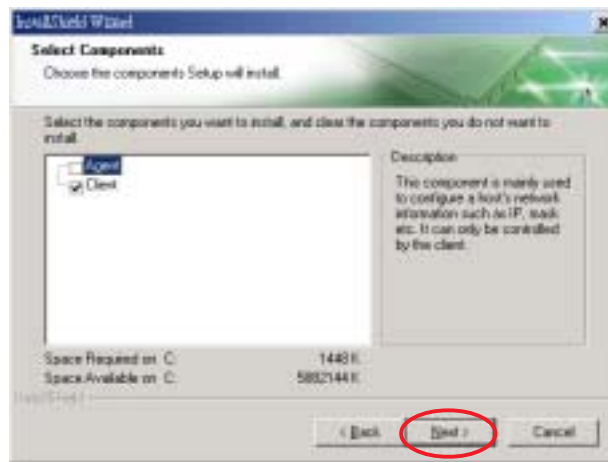 InstallShield Wizard
Select Components
Choose the components Setup will install.
Select the components you want to install, and clear the components you do not want to
install.
Agent
Client
Description
This component is mainly used
to configure a host's network
information such as IP, mask
etc. It can only be controlled
by the client.
Space Required on C: 1448 K
Space Available on C: 5882144 K
InstallShield
< Back
Next >
Cancel